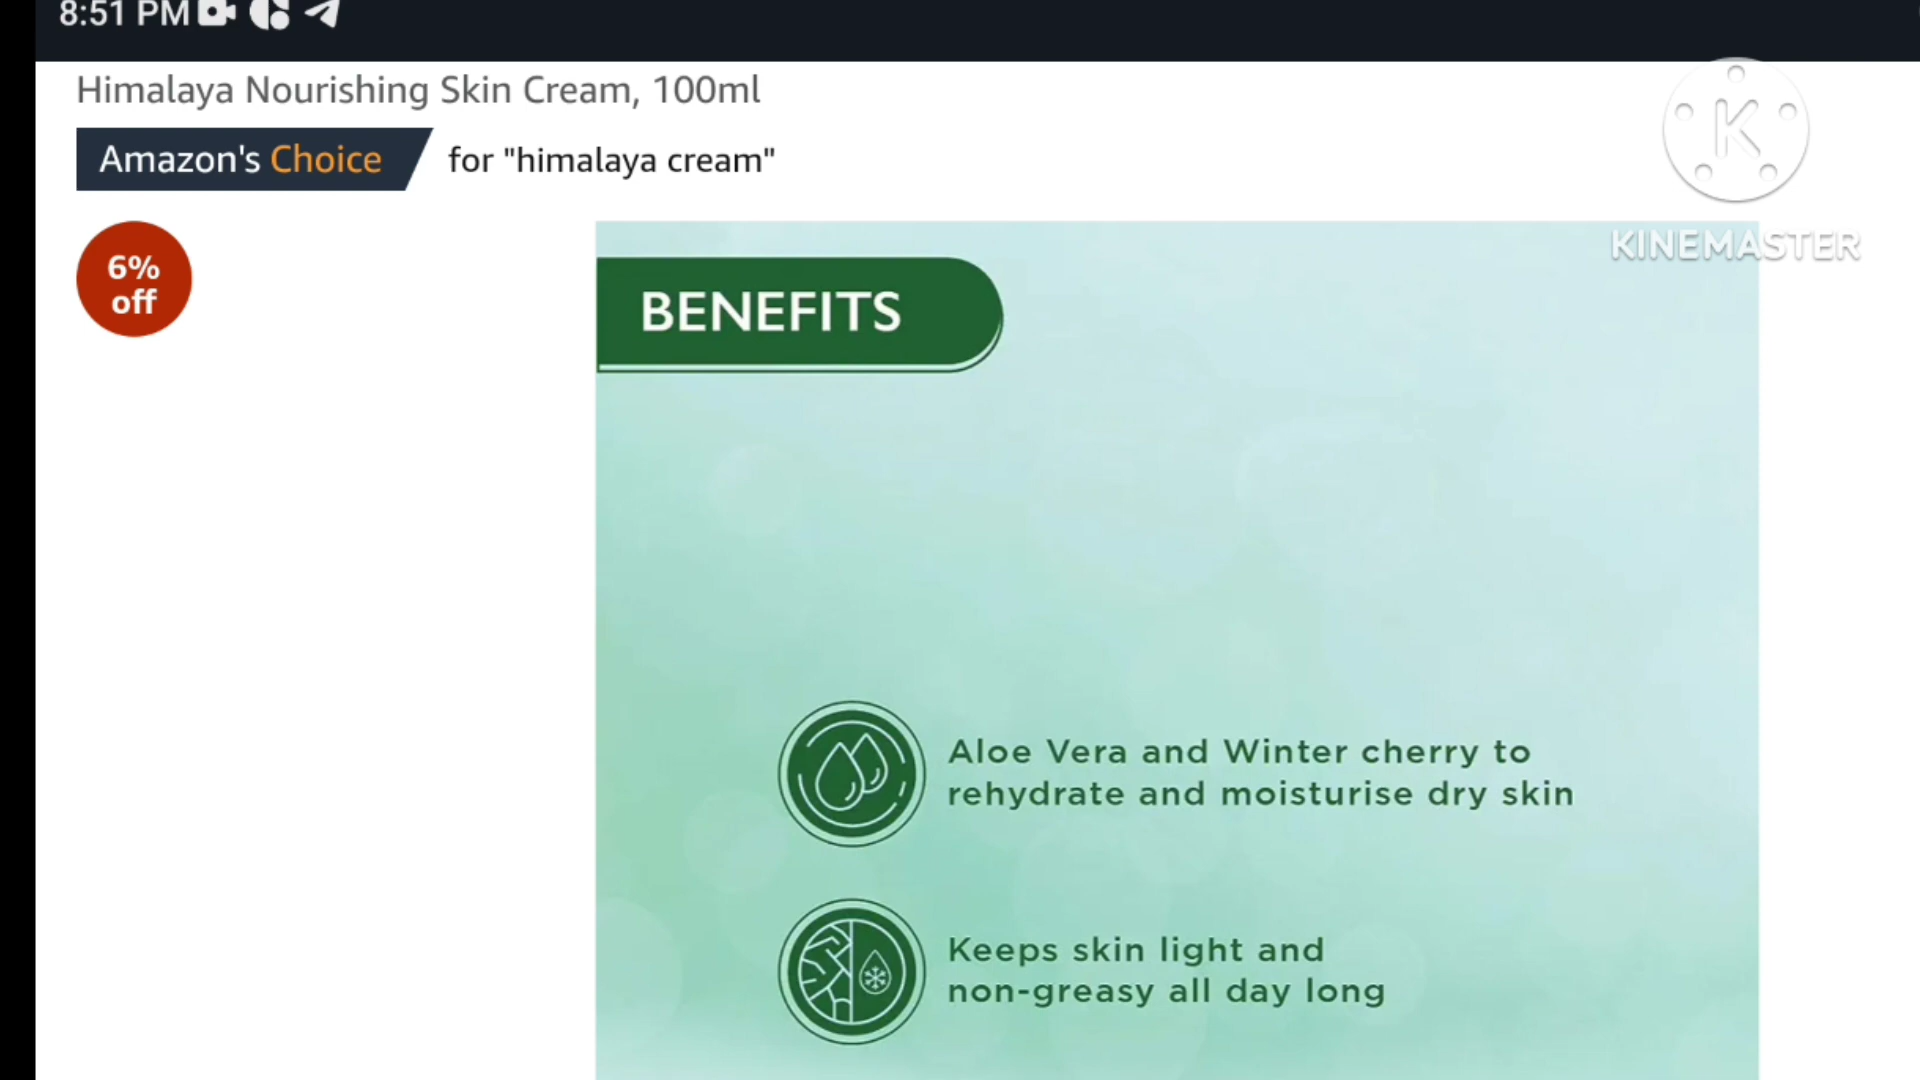 8:51 PM
Himalaya Nourishing Skin Cream, 100ml
Amazon's Choice for "himalaya cream"
K
KINEMASTER
6%
off
BENEFITS
Aloe Vera and Winter cherry to
rehydrate and moisturise dry skin
Keeps skin light and
non-greasy all day long